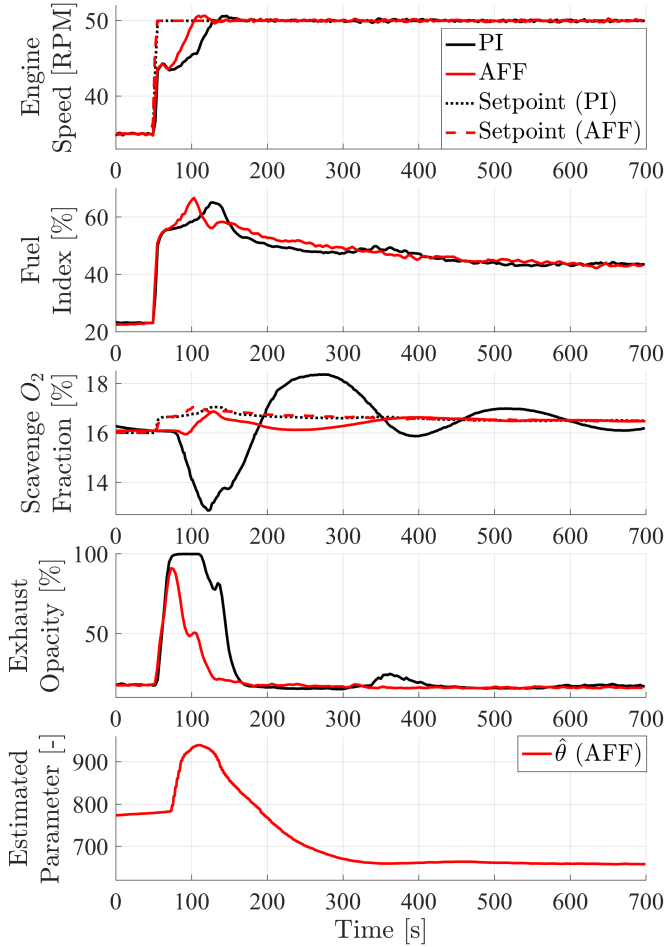 50
40
Engine
Speed [RPM]
PI
AFF
Setpoint (PI)
Setpoint (AFF)
0 100 200 300 400 500 600 700
60
40
20
Fuel
Index [%]
0 100 200 300 400 500 600 700
18
16
14
Scavenge O₂
Fraction [%]
0 100 200 300 400 500 600 700
100
50
Exhaust
Opacity [%]
0 100 200 300 400 500 600 700
900
800
700
Estimated
Parameter [-]
θ̂ (AFF)
0 100 200 300 400 500 600 700
Time [s]